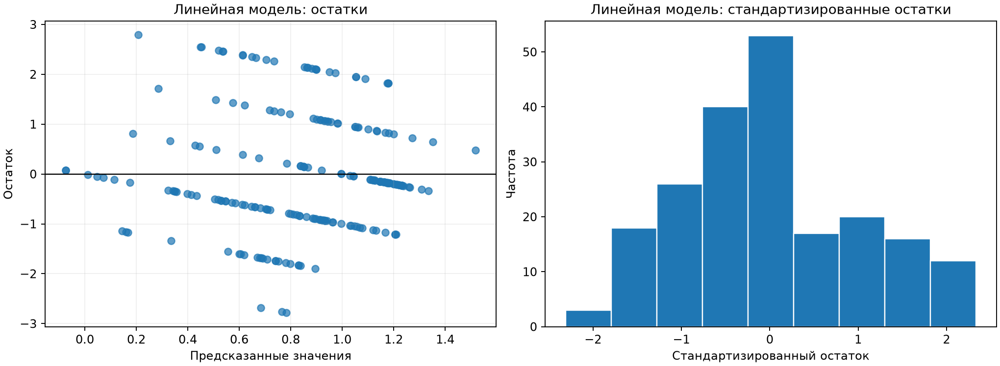 Линейная модель: остатки
3
2
1
0
−1
−2
−3
Остаток
0.0 0.2 0.4 0.6 0.8 1.0 1.2 1.4
Предсказанные значения
Линейная модель: стандартизированные остатки
50
40
30
20
10
0
Частота
−2 −1 0 1 2
Стандартизированный остаток